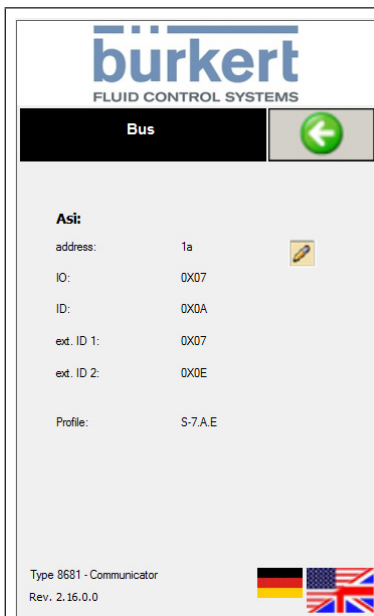 bürkert
FLUID CONTROL SYSTEMS
Bus
Asi:
address: 1a
IO: 0X07
ID: 0X0A
ext. ID 1: 0X07
ext. ID 2: 0X0E
Profile: S-7.A.E
Type 8681 - Communicator
Rev. 2.16.0.0